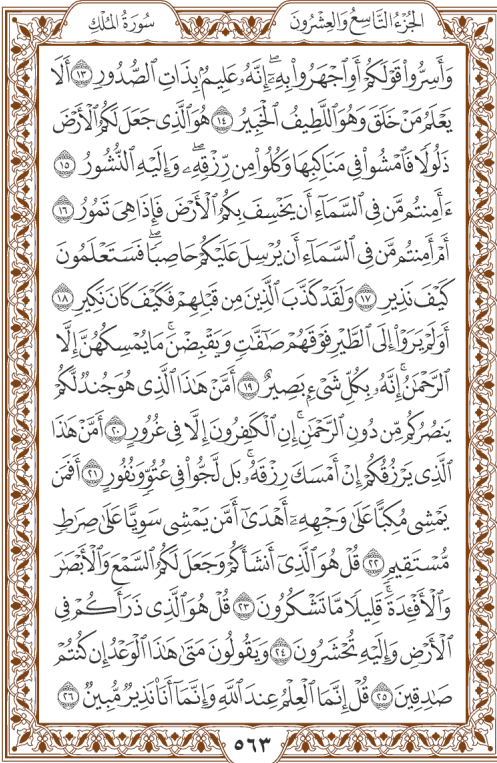 سُورَةُ المُلْكِ الجُزْءُ التَّاسِعُ وَالعِشْرُونَ
وَأَسِرُّوا۟ قَوْلَكُمْ أَوِ ٱجْهَرُوا۟ بِهِۦٓ ۖ إِنَّهُۥ عَلِيمٌۢ بِذَاتِ ٱلصُّدُورِ ١٣ أَلَا
يَعْلَمُ مَنْ خَلَقَ وَهُوَ ٱللَّطِيفُ ٱلْخَبِيرُ ١٤ هُوَ ٱلَّذِى جَعَلَ لَكُمُ ٱلْأَرْضَ
ذَلُولًا فَٱمْشُوا۟ فِى مَنَاكِبِهَا وَكُلُوا۟ مِن رِّزْقِهِۦ ۖ وَإِلَيْهِ ٱلنُّشُورُ ١٥
ءَأَمِنتُم مَّن فِى ٱلسَّمَآءِ أَن يَخْسِفَ بِكُمُ ٱلْأَرْضَ فَإِذَا هِىَ تَمُورُ ١٦
أَمْ أَمِنتُم مَّن فِى ٱلسَّمَآءِ أَن يُرْسِلَ عَلَيْكُمْ حَاصِبًا ۖ فَسَتَعْلَمُونَ
كَيْفَ نَذِيرِ ١٧ وَلَقَدْ كَذَّبَ ٱلَّذِينَ مِن قَبْلِهِمْ فَكَيْفَ كَانَ نَكِيرِ ١٨
أَوَلَمْ يَرَوْا۟ إِلَى ٱلطَّيْرِ فَوْقَهُمْ صَـٰٓفَّـٰتٍ وَيَقْبِضْنَ ۚ مَا يُمْسِكُهُنَّ إِلَّا
ٱلرَّحْمَـٰنُ ۚ إِنَّهُۥ بِكُلِّ شَىْءٍۭ بَصِيرٌ ١٩ أَمَّنْ هَـٰذَا ٱلَّذِى هُوَ جُندٌ لَّكُمْ
يَنصُرُكُم مِّن دُونِ ٱلرَّحْمَـٰنِ ۚ إِنِ ٱلْكَـٰفِرُونَ إِلَّا فِى غُرُورٍ ٢٠ أَمَّنْ هَـٰذَا
ٱلَّذِى يَرْزُقُكُمْ إِنْ أَمْسَكَ رِزْقَهُۥ ۚ بَل لَّجُّوا۟ فِى عُتُوٍّ وَنُفُورٍ ٢١ أَفَمَن
يَمْشِى مُكِبًّا عَلَىٰ وَجْهِهِۦٓ أَهْدَىٰٓ أَمَّن يَمْشِى سَوِيًّا عَلَىٰ صِرَٰطٍ
مُّسْتَقِيمٍ ٢٢ قُلْ هُوَ ٱلَّذِىٓ أَنشَأَكُمْ وَجَعَلَ لَكُمُ ٱلسَّمْعَ وَٱلْأَبْصَـٰرَ
وَٱلْأَفْـِٔدَةَ ۖ قَلِيلًا مَّا تَشْكُرُونَ ٢٣ قُلْ هُوَ ٱلَّذِى ذَرَأَكُمْ فِى
ٱلْأَرْضِ وَإِلَيْهِ تُحْشَرُونَ ٢٤ وَيَقُولُونَ مَتَىٰ هَـٰذَا ٱلْوَعْدُ إِن كُنتُمْ
صَـٰدِقِينَ ٢٥ قُلْ إِنَّمَا ٱلْعِلْمُ عِندَ ٱللَّهِ وَإِنَّمَآ أَنَا۠ نَذِيرٌ مُّبِينٌ ٢٦
٥٦٣